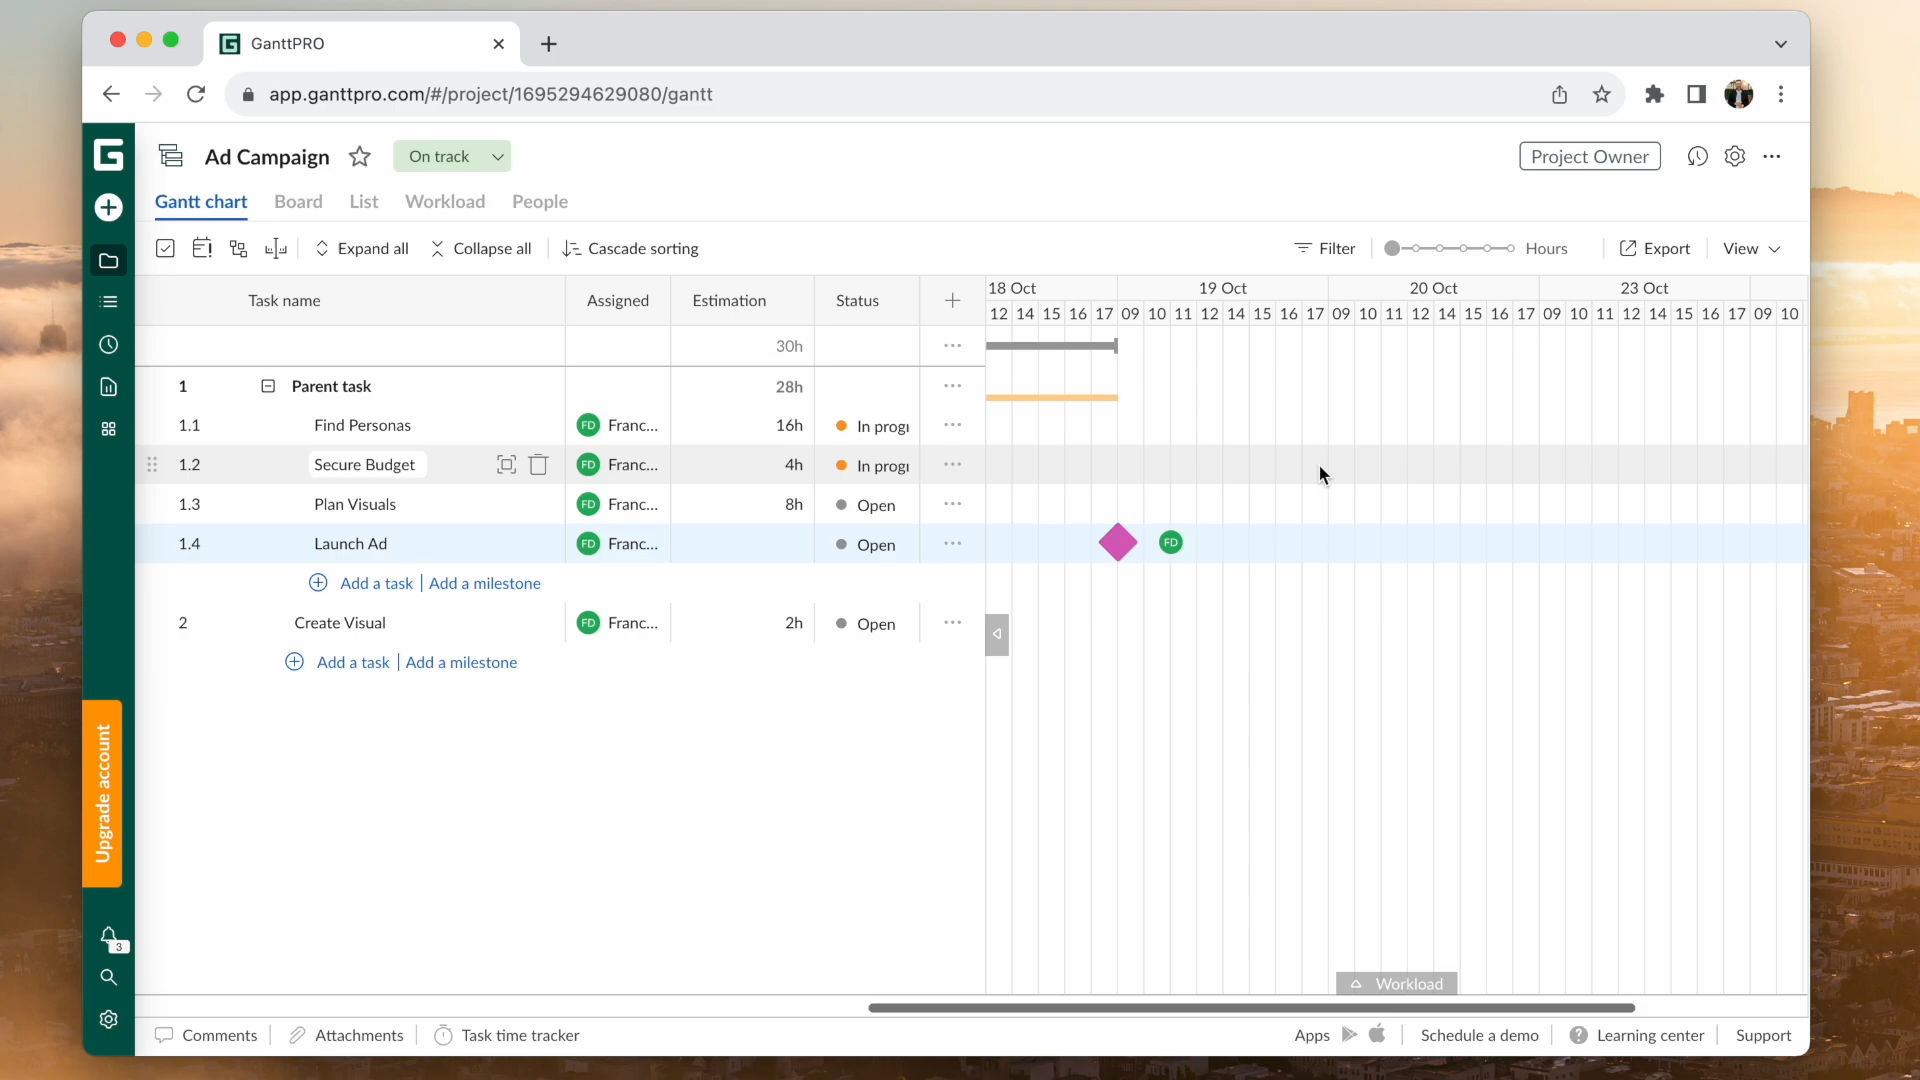 GanttPRO
app.ganttpro.com/#/project/1695294629080/gantt
Ad Campaign On track Project Owner
Gantt chart Board List Workload People
Expand all Collapse all Cascade sorting Filter Hours Export View
Task name Assigned Estimation Status 18 Oct 19 Oct 20 Oct 23 Oct
12 14 15 16 17 09 10 11 12 14 15 16 17 09 10 11 12 14 15 16 17 09 10 11 12 14 15 16 17 09 10
30h
1 Parent task 28h
1.1 Find Personas FD Franc... 16h In progr
1.2 Secure Budget FD Franc... 4h In progr
1.3 Plan Visuals FD Franc... 8h Open
1.4 Launch Ad FD Franc... Open FD
Add a task | Add a milestone
2 Create Visual FD Franc... 2h Open
Add a task | Add a milestone
Upgrade account
3
Workload
Comments Attachments Task time tracker Apps Schedule a demo Learning center Support